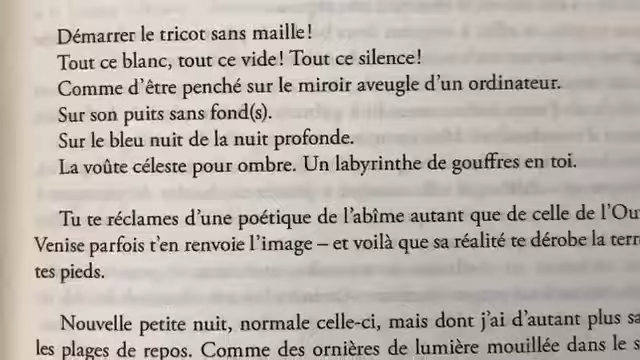 Démarrer le tricot sans maille !
Tout ce blanc, tout ce vide ! Tout ce silence !
Comme d’être penché sur le miroir aveugle d’un ordinateur.
Sur son puits sans fond(s).
Sur le bleu nuit de la nuit profonde.
La voûte céleste pour ombre. Un labyrinthe de gouffres en toi.
Tu te réclames d’une poétique de l’abîme autant que de celle de
Venise parfois t’en renvoie l’image – et voilà que sa réalité te dérobe la
tes pieds.
Nouvelle petite nuit, normale celle-ci, mais dont j’ai d’autant plus
les plages de repos. Comme des ornières de lumière mouillée dans le